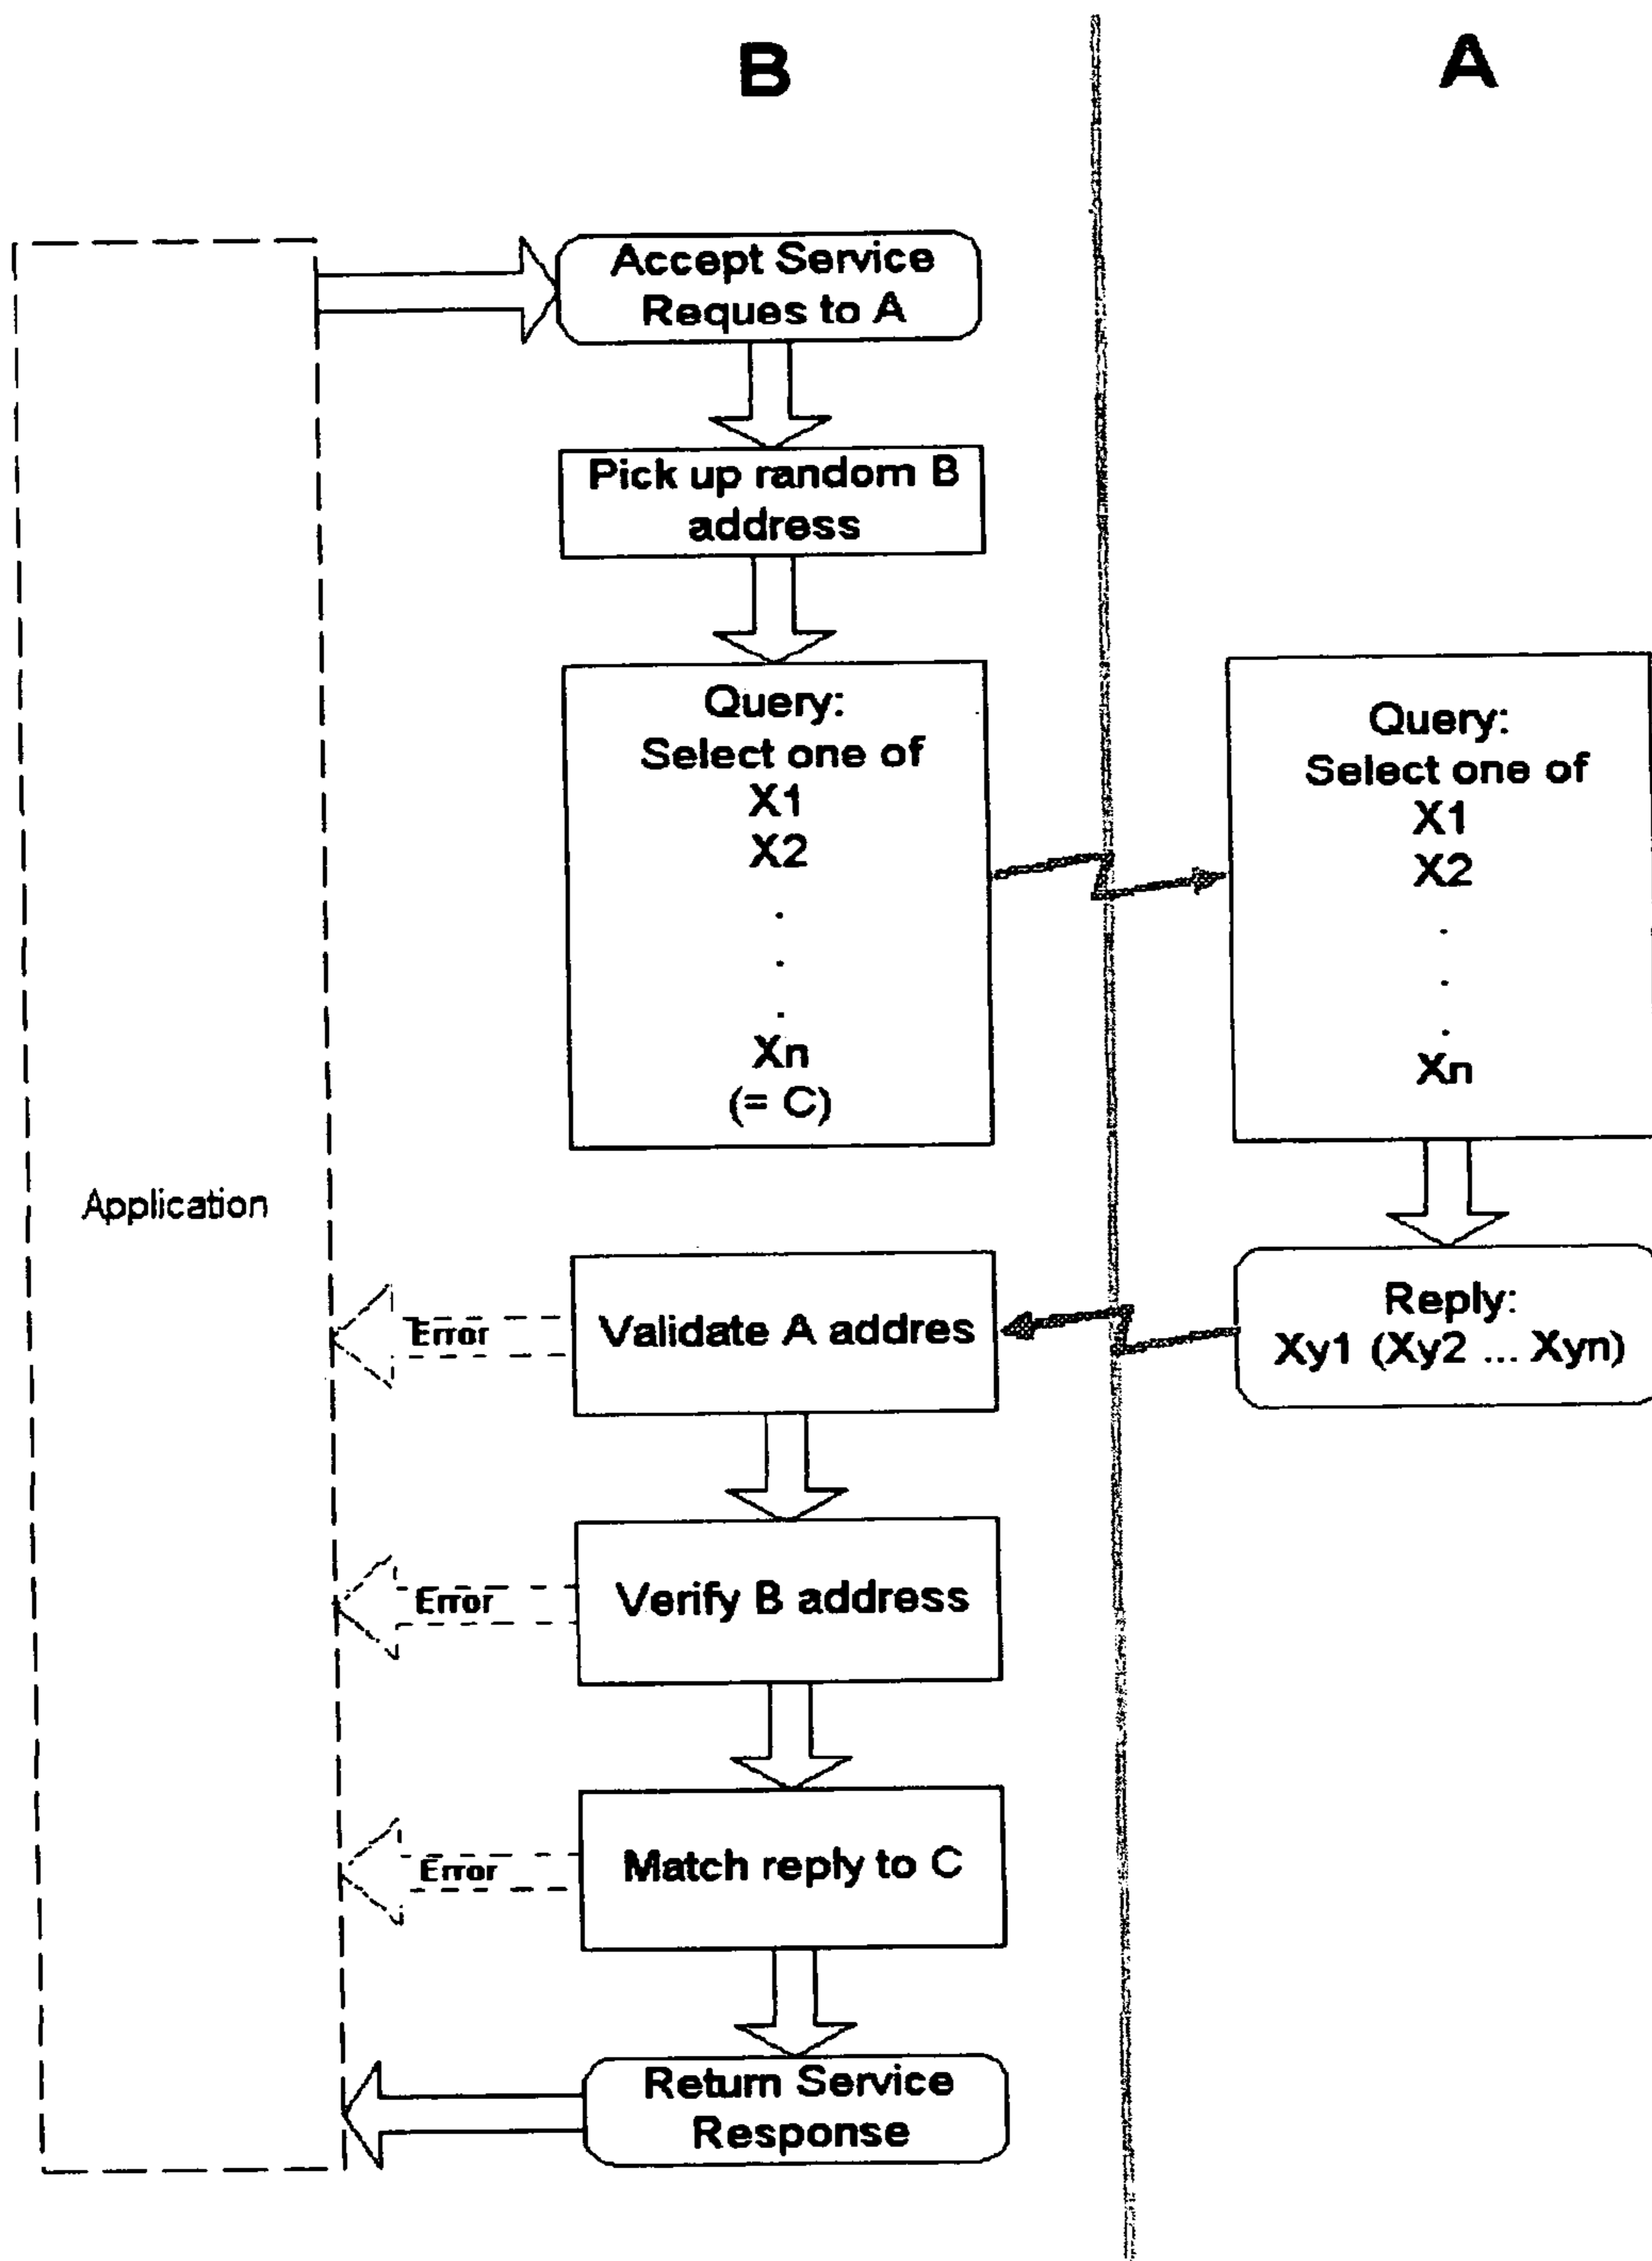 B
A
Accept Service
Reques to A
Pick up random B
address
Query:
Select one of
X1
X2
.
.
.
Xn
(= C)
Query:
Select one of
X1
X2
.
.
.
Xn
Application
Error
Validate A addres
Reply:
Xy1 (Xy2 ... Xyn)
Error
Verify B address
Error
Match reply to C
Return Service
Response